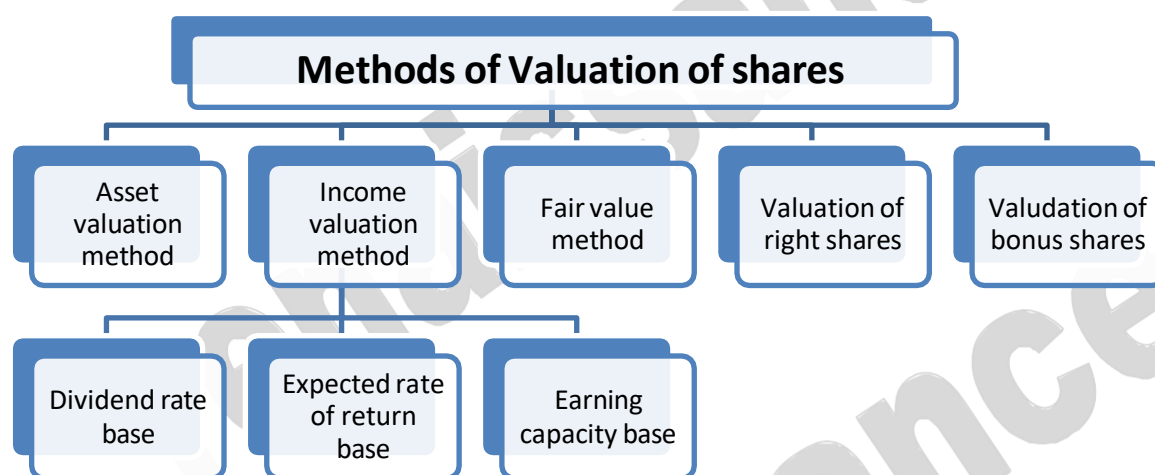 Methods of Valuation of shares
Asset
valuation
method
Income
valuation
method
Fair value
method
Valuation of
right shares
Valudation of
bonus shares
Dividend rate
base
Expected rate
of return
base
Earning
capacity base